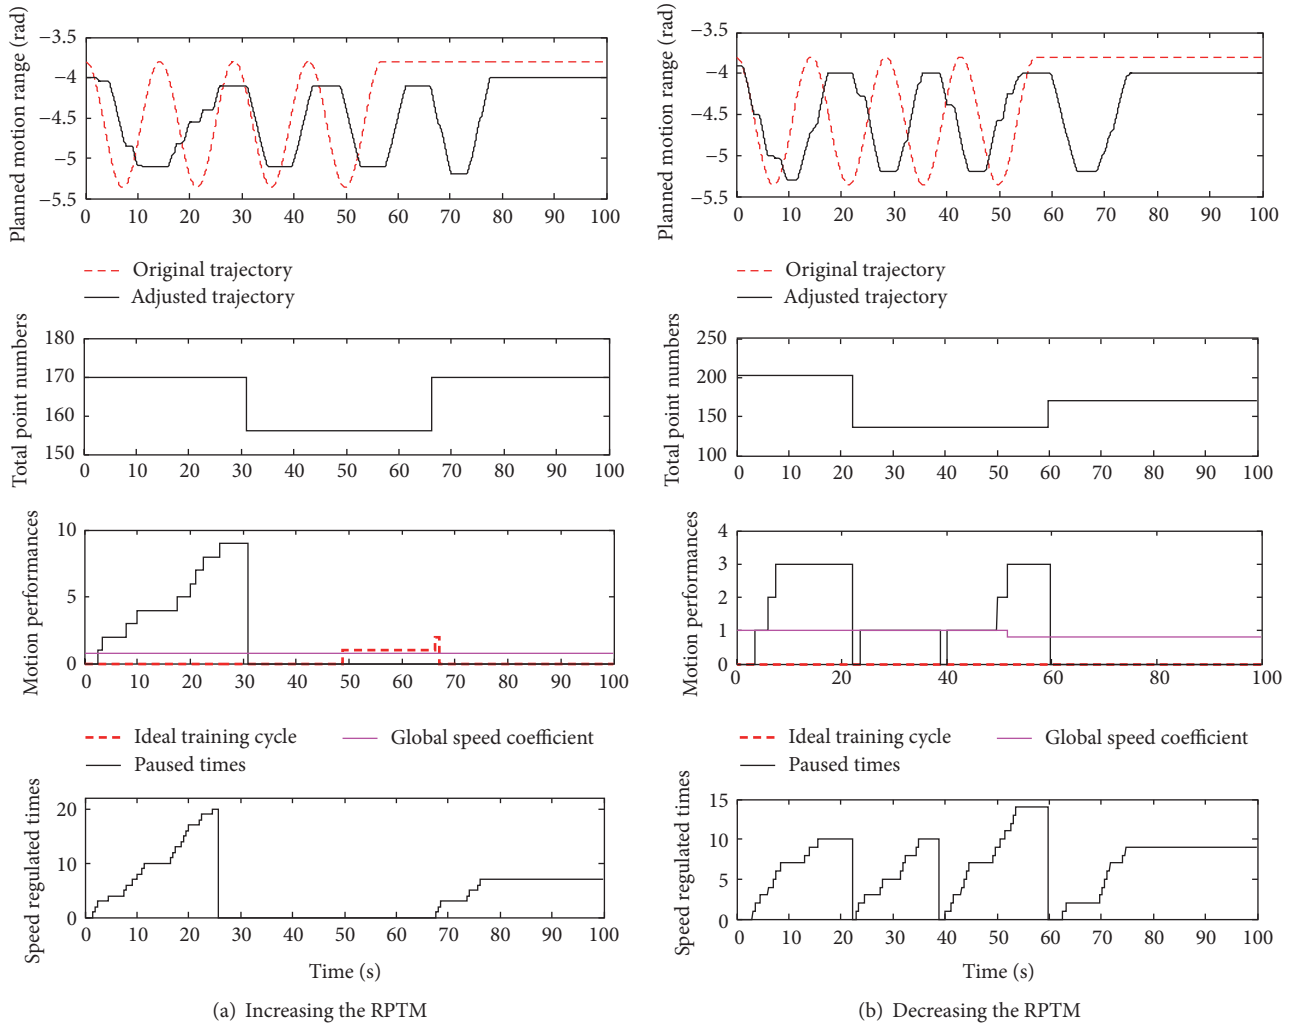 Planned motion range (rad)
−3.5
−4
−4.5
−5
−5.5
0 10 20 30 40 50 60 70 80 90 100
Original trajectory
Adjusted trajectory
Total point numbers
180
170
160
150
0 10 20 30 40 50 60 70 80 90 100
Motion performances
10
5
0
0 10 20 30 40 50 60 70 80 90 100
Ideal training cycle
Global speed coefficient
Paused times
Speed regulated times
20
10
0
0 10 20 30 40 50 60 70 80 90 100
Time (s)
(a) Increasing the RPTM
Planned motion range (rad)
−3.5
−4
−4.5
−5
−5.5
0 10 20 30 40 50 60 70 80 90 100
Original trajectory
Adjusted trajectory
Total point numbers
250
200
150
100
0 10 20 30 40 50 60 70 80 90 100
Motion performances
4
3
2
1
0
0 20 40 60 80 100
Ideal training cycle
Global speed coefficient
Paused times
Speed regulated times
15
10
5
0
0 10 20 30 40 50 60 70 80 90 100
Time (s)
(b) Decreasing the RPTM